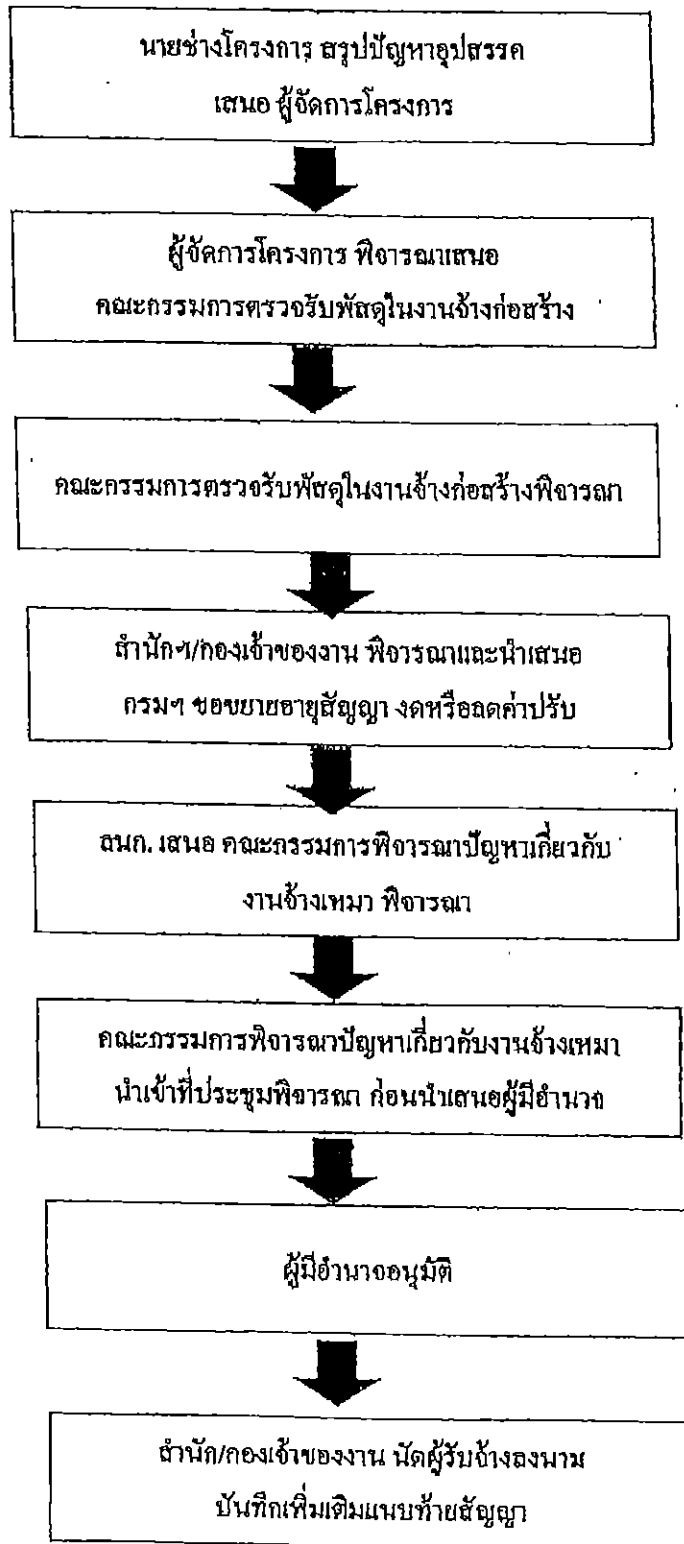 นายช่างโครงการ สรุปปัญหาอุปสรรค
เสนอ ผู้จัดการโครงการ
ผู้จัดการโครงการ พิจารณาเสนอ
คณะกรรมการตรวจรับพัสดุในงานจ้างก่อสร้าง
คณะกรรมการตรวจรับพัสดุในงานจ้างก่อสร้างพิจารณา
สำนักฯ/กองเจ้าของงาน พิจารณาและนำเสนอ
กรมฯ ขอขยายอายุสัญญา งดหรือลดค่าปรับ
สนก. เสนอ คณะกรรมการพิจารณาปัญหาเกี่ยวกับ
งานจ้างเหมา พิจารณา
คณะกรรมการพิจารณาปัญหาเกี่ยวกับงานจ้างเหมา
นำเข้าที่ประชุมพิจารณา ก่อนนำเสนอผู้มีอำนาจ
ผู้มีอำนาจอนุมัติ
สำนัก/กองเจ้าของงาน นัดผู้รับจ้างลงนาม
บันทึกเพิ่มเติมแนบท้ายสัญญา